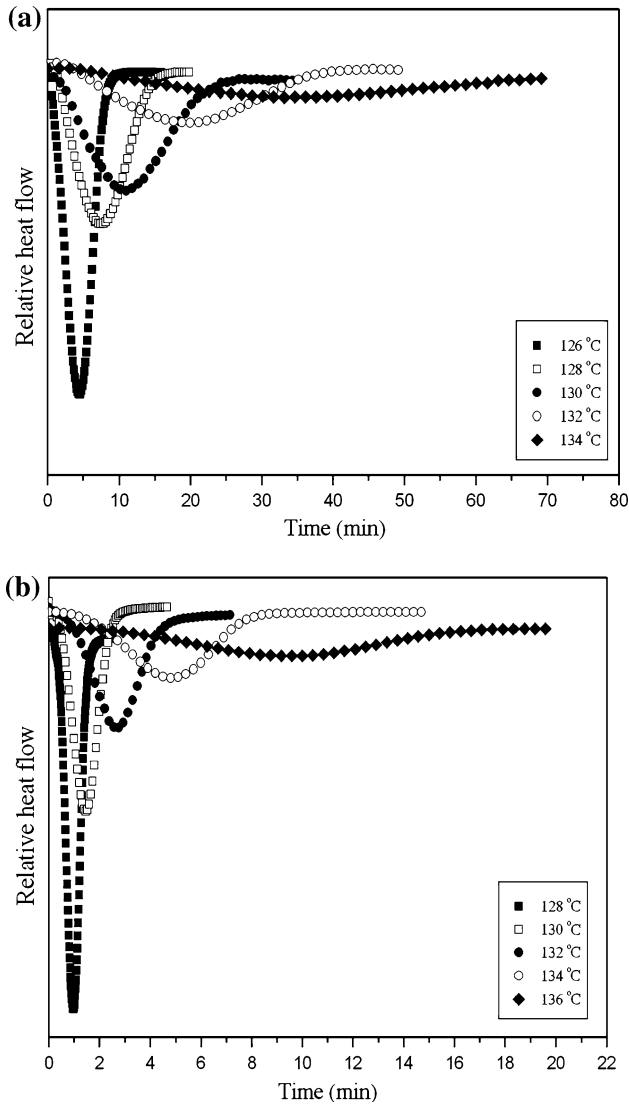 (a)
Relative heat flow
126 °C
128 °C
130 °C
132 °C
134 °C
0 10 20 30 40 50 60 70 80
Time (min)
(b)
Relative heat flow
128 °C
130 °C
132 °C
134 °C
136 °C
0 2 4 6 8 10 12 14 16 18 20 22
Time (min)